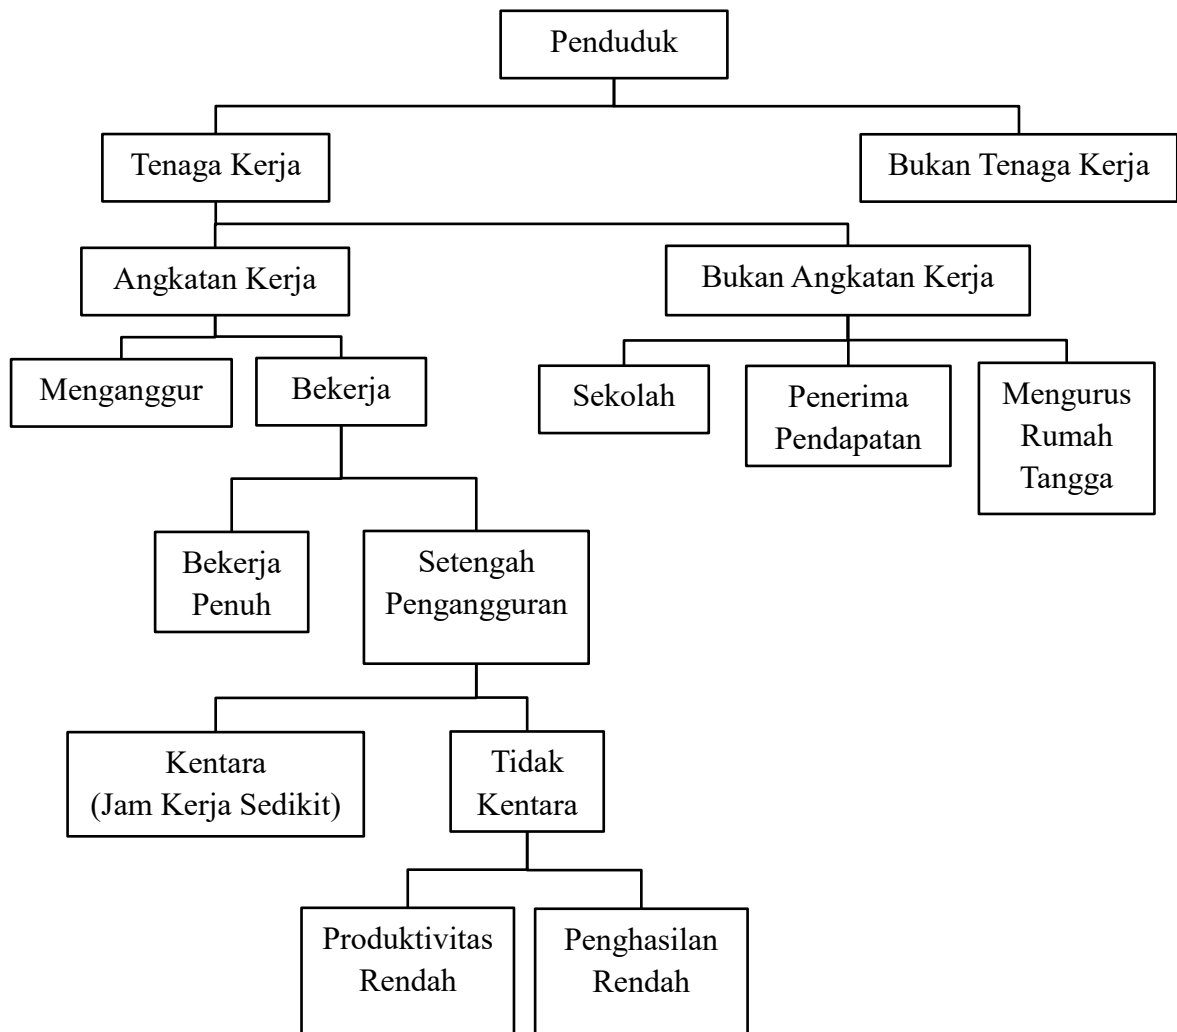 Penduduk
Tenaga Kerja
Bukan Tenaga Kerja
Angkatan Kerja
Bukan Angkatan Kerja
Menganggur
Bekerja
Sekolah
Penerima
Pendapatan
Mengurus
Rumah
Tangga
Bekerja
Penuh
Setengah
Pengangguran
Kentara
(Jam Kerja Sedikit)
Tidak
Kentara
Produktivitas
Rendah
Penghasilan
Rendah